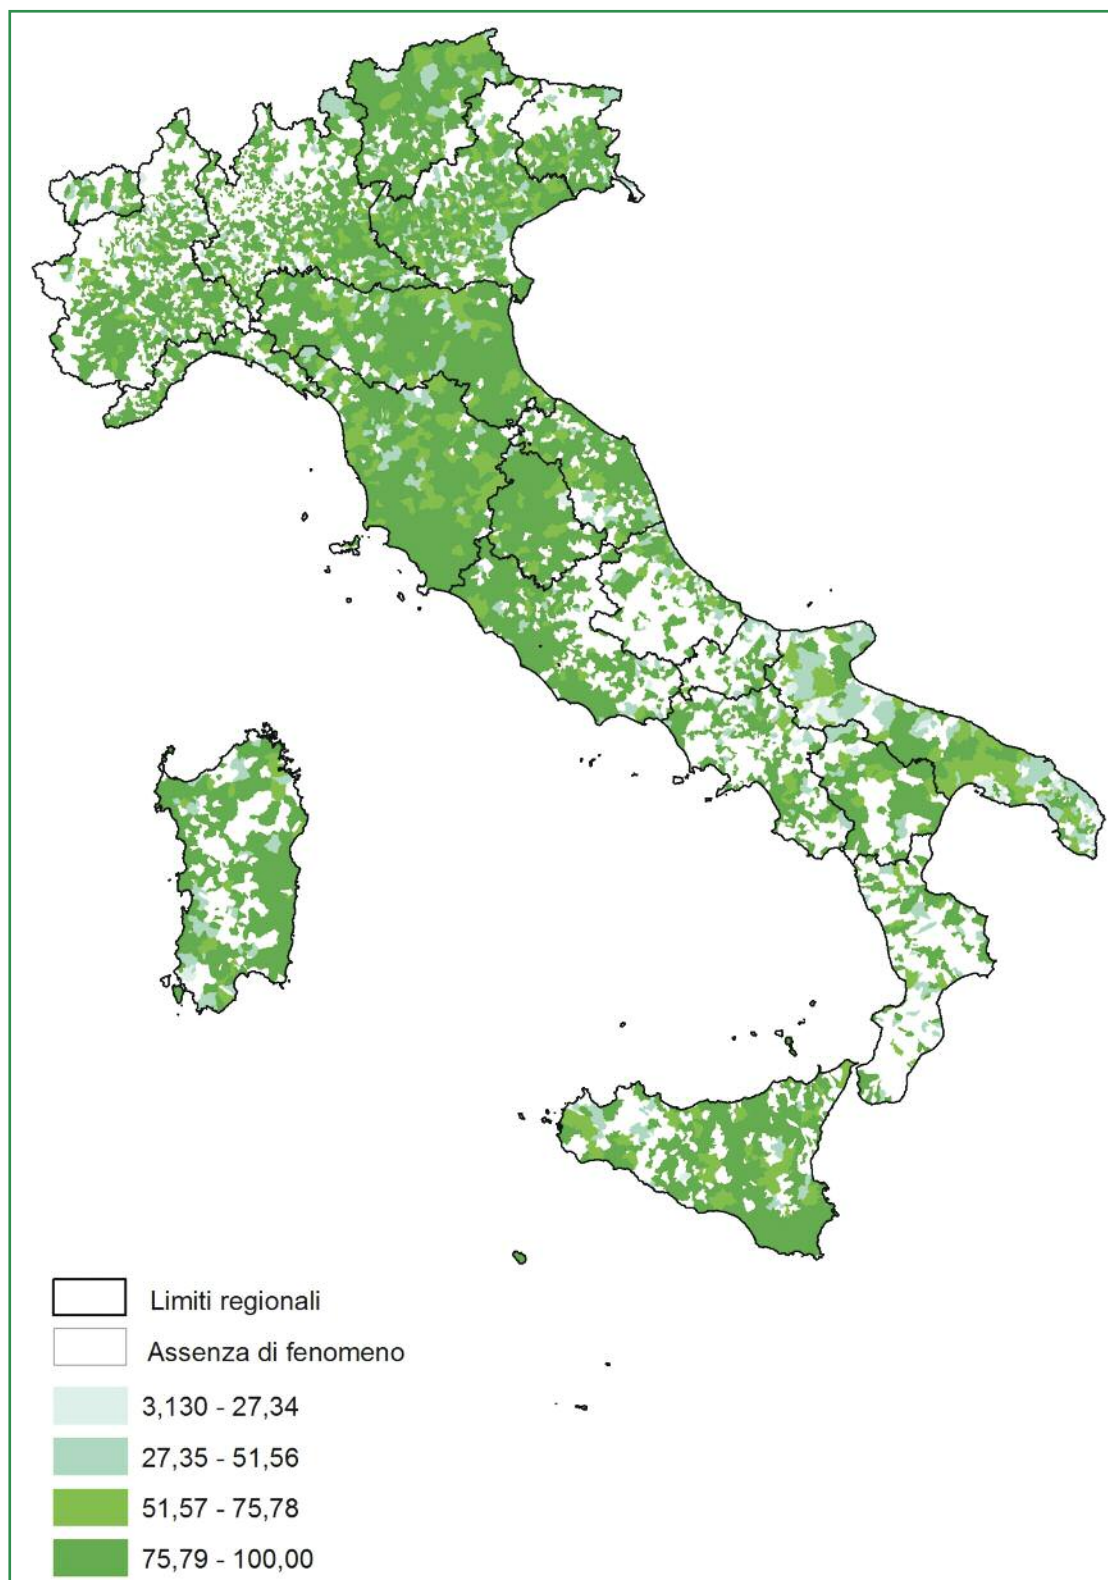 Limiti regionali
Assenza di fenomeno
3,130 - 27,34
27,35 - 51,56
51,57 - 75,78
75,79 - 100,00